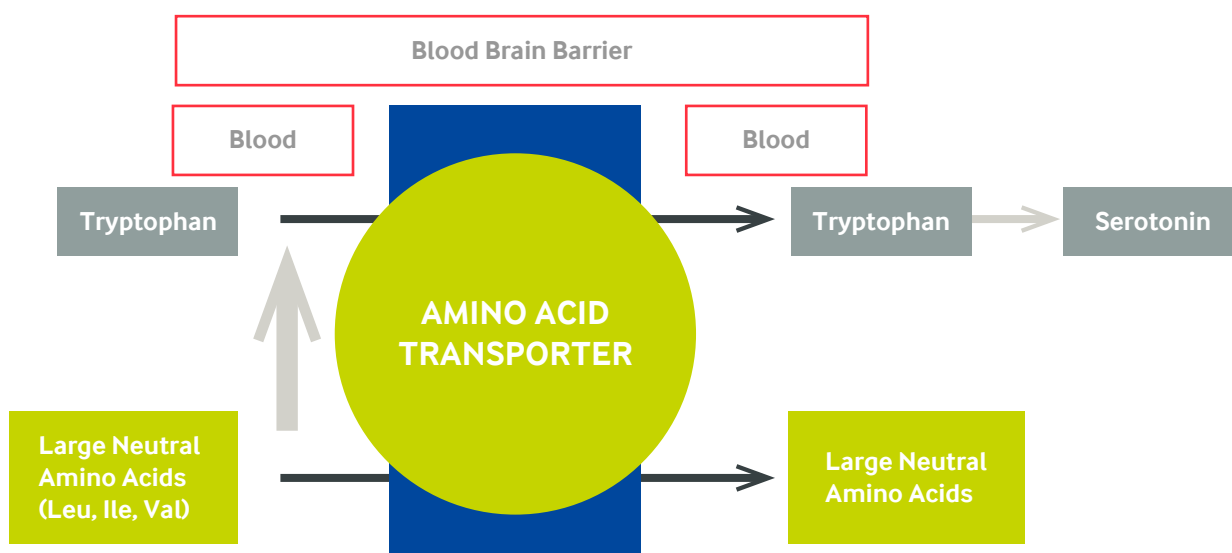 Blood Brain Barrier
Blood
Blood
Tryptophan
Tryptophan
Serotonin
AMINO ACID
TRANSPORTER
Large Neutral
Amino Acids
(Leu, Ile, Val)
Large Neutral
Amino Acids